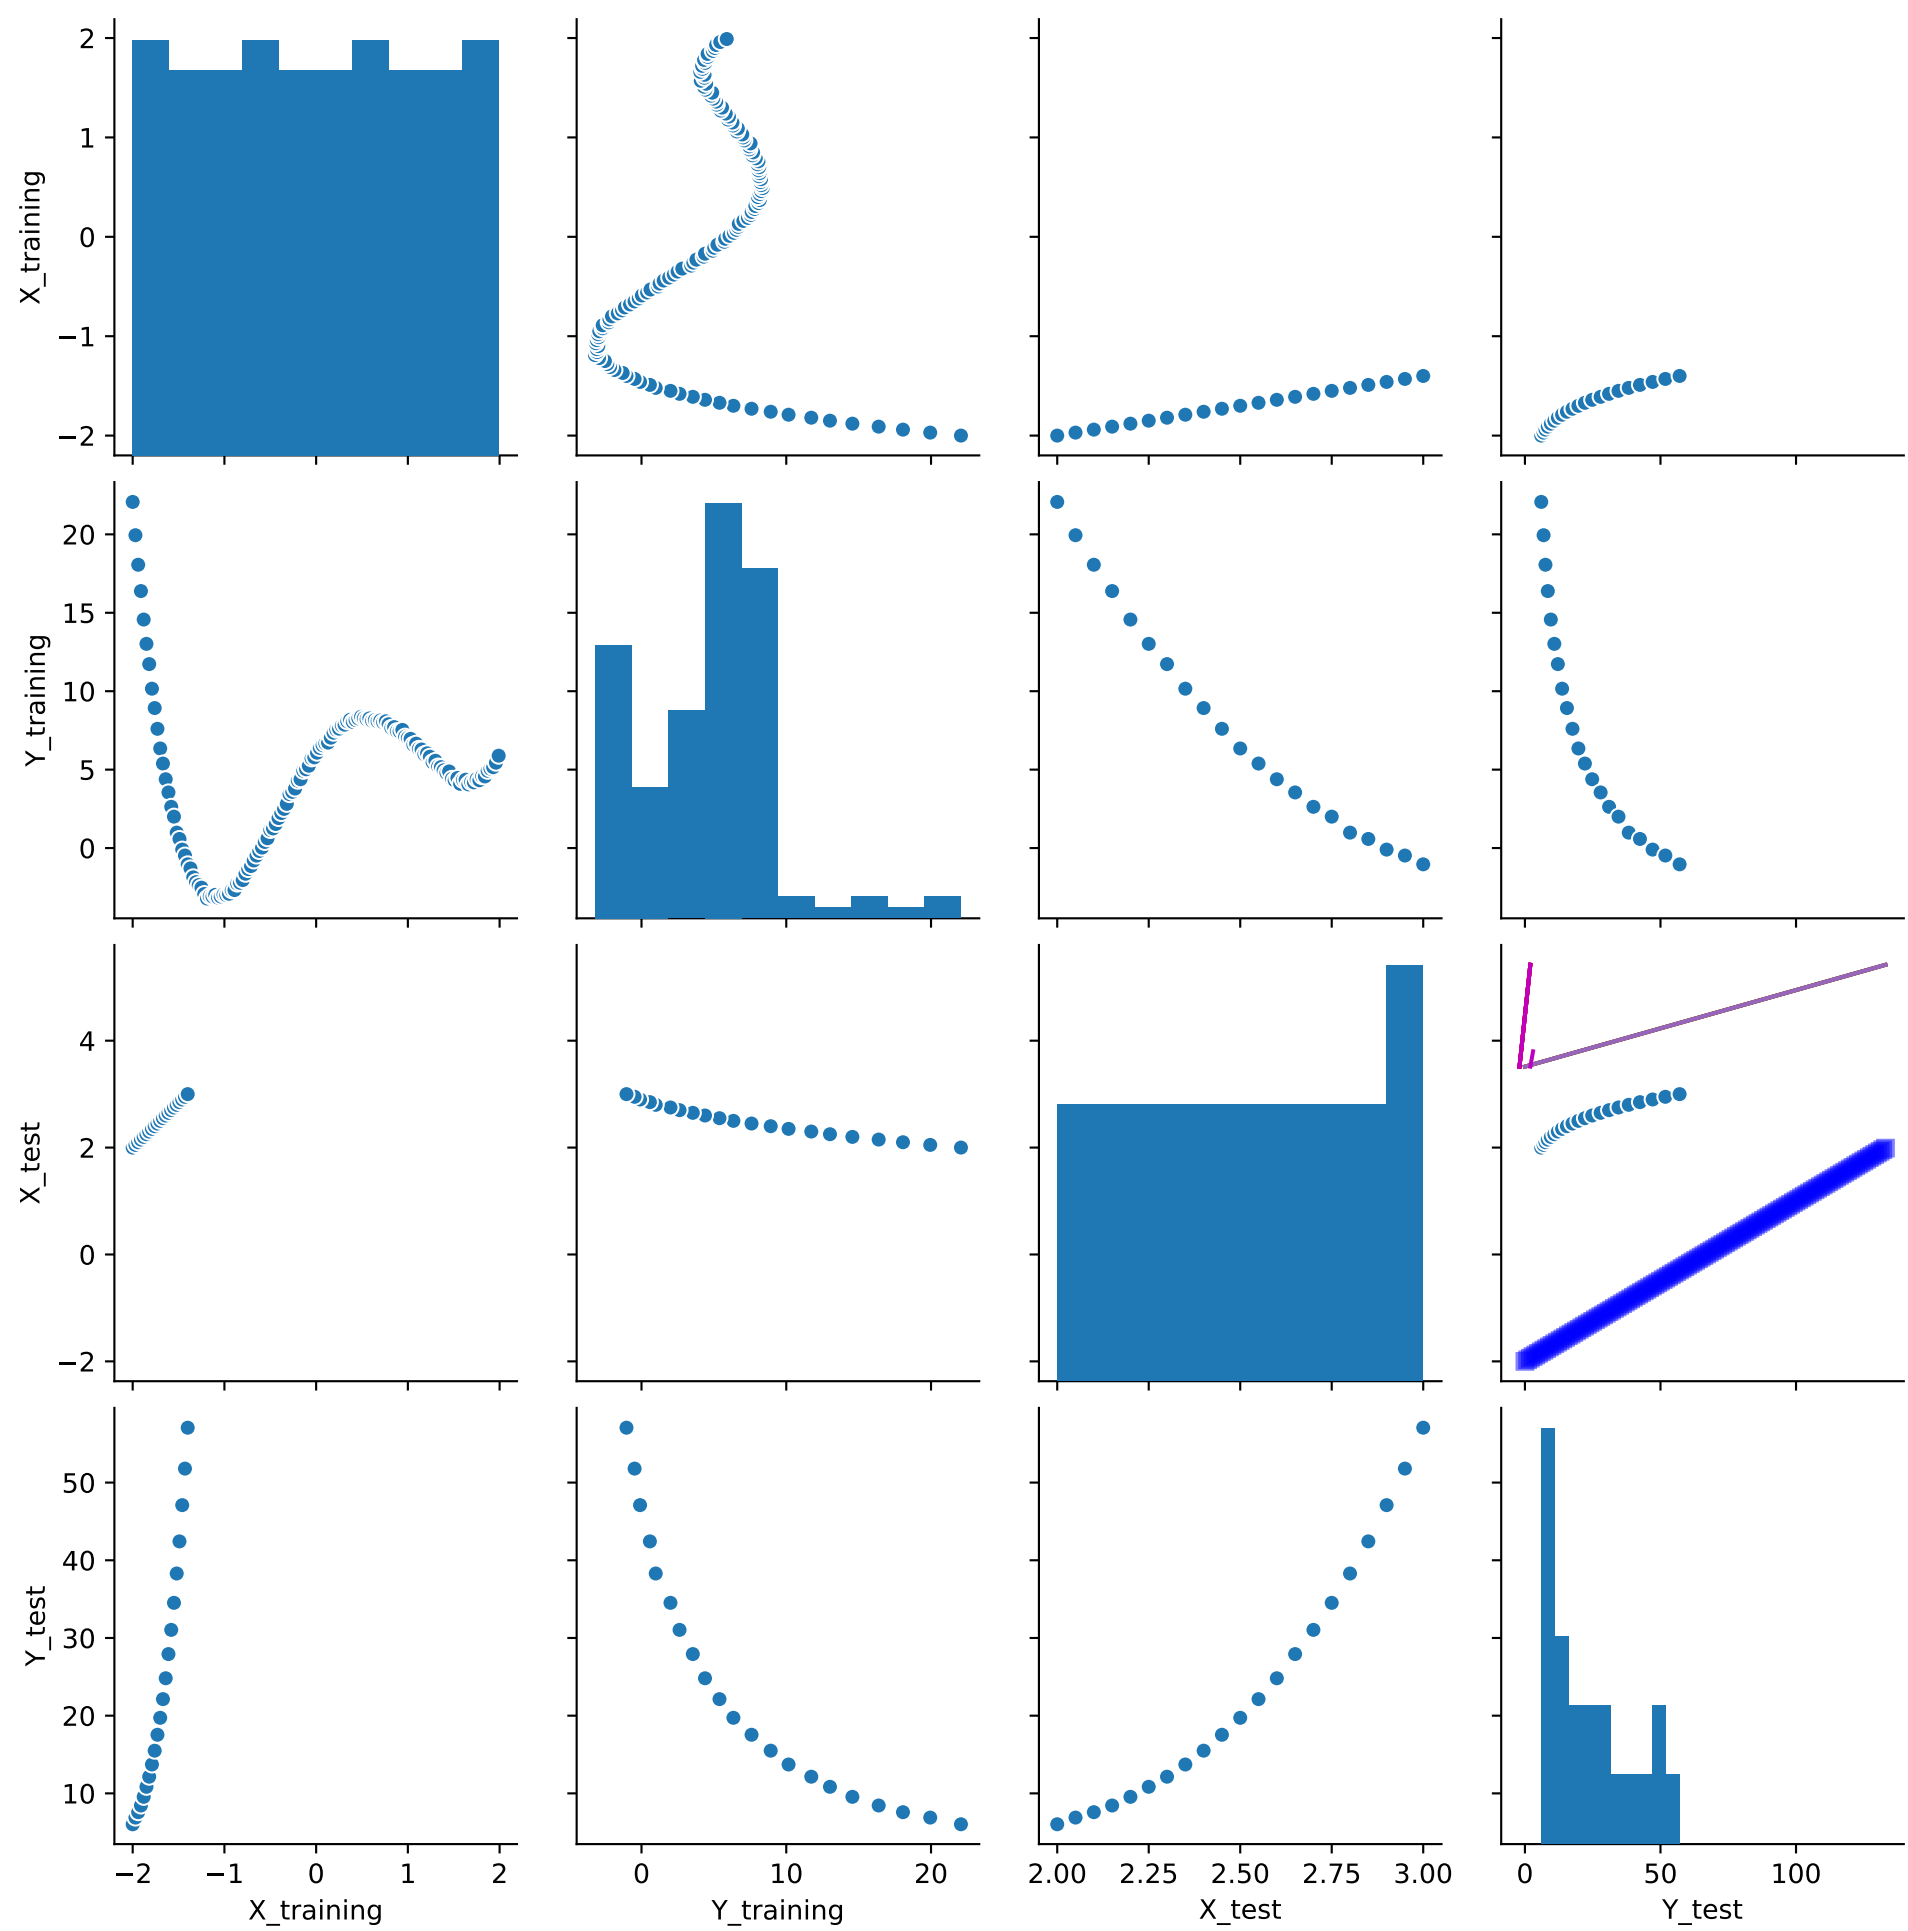 2
1
0
−1
−2
X_training
20
15
10
5
0
Y_training
4
2
0
−2
X_test
50
40
30
20
10
Y_test
−2 −1 0 1 2
0 10 20
2.00 2.25 2.50 2.75 3.00
0 50 100
X_training Y_training X_test Y_test